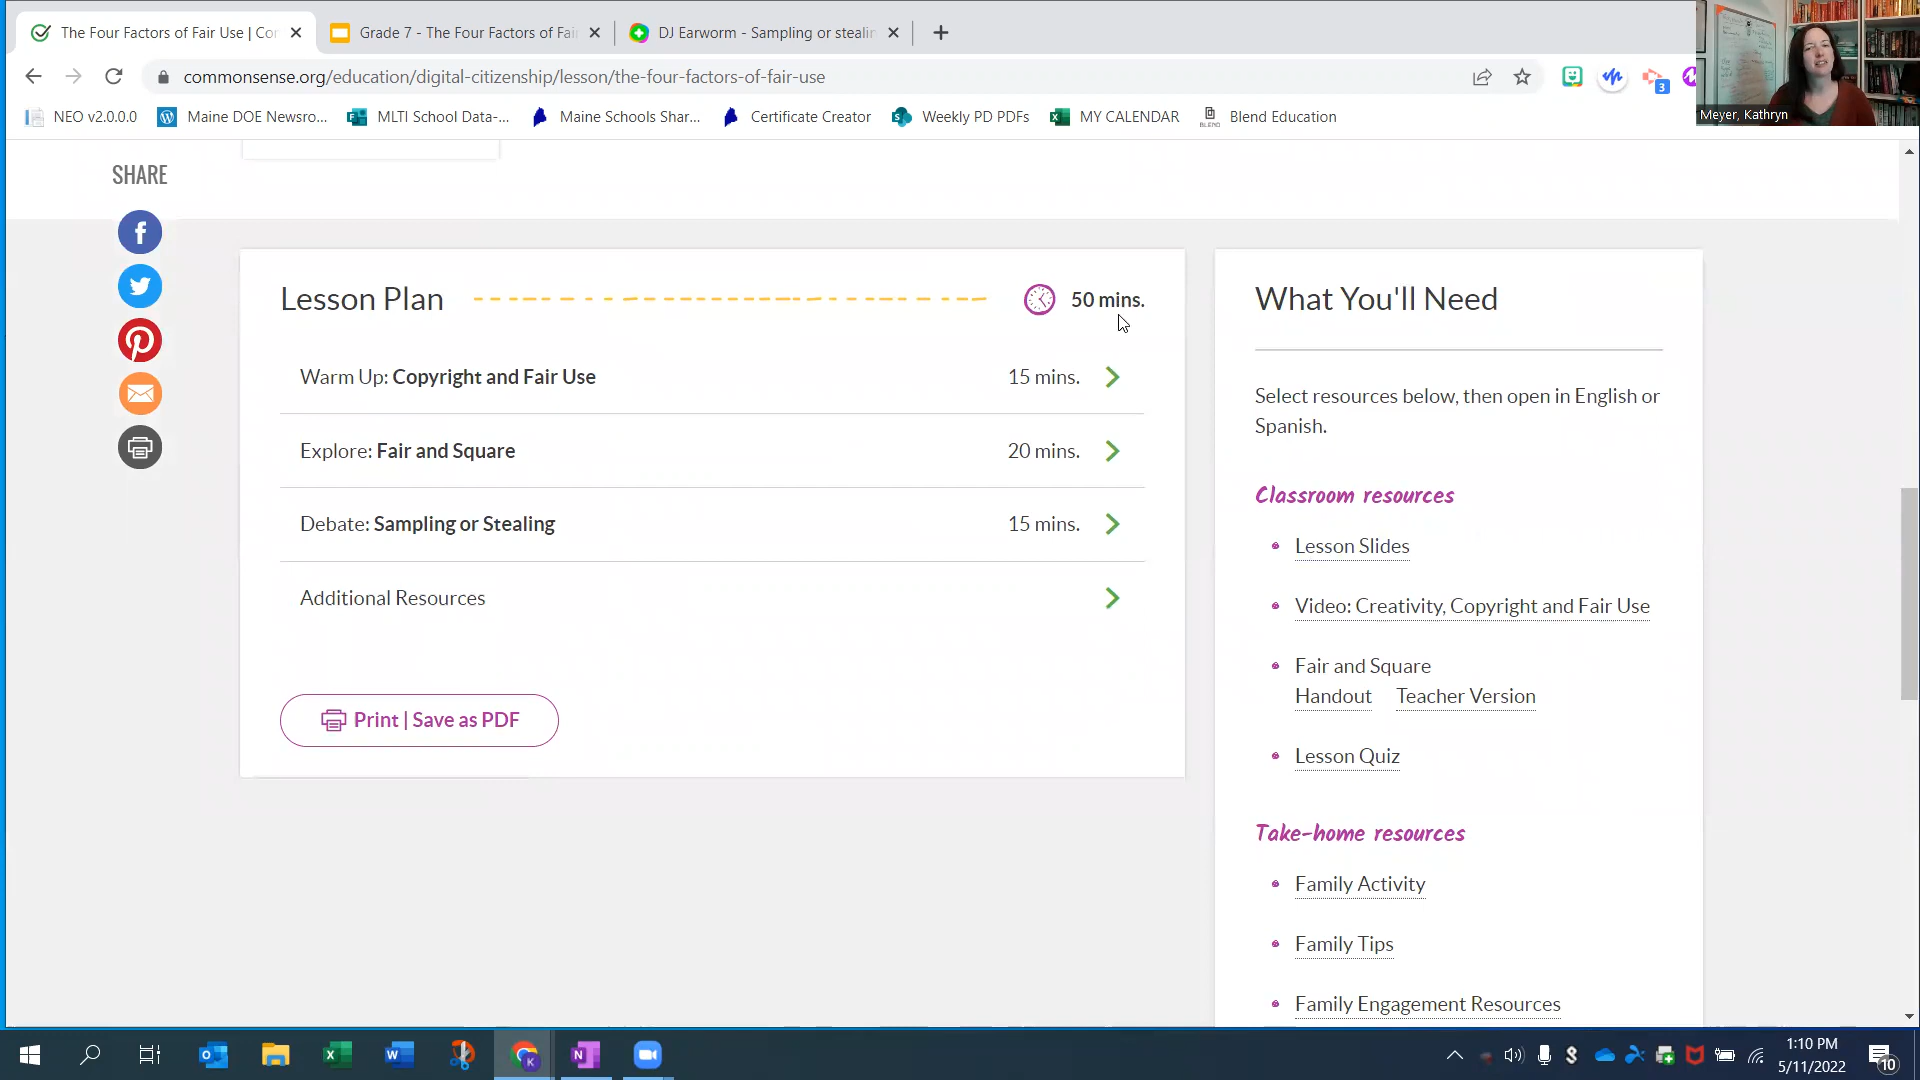 The Four Factors of Fair Use | Co
Grade 7 - The Four Factors of Fai
DJ Earworm - Sampling or stealin
commonsense.org/education/digital-citizenship/lesson/the-four-factors-of-fair-use
3
NEO v2.0.0.0
Maine DOE Newsro...
MLTI School Data-...
Maine Schools Shar...
Certificate Creator
Weekly PD PDFs
MY CALENDAR
BLEND
Blend Education
Meyer, Kathryn
SHARE
Lesson Plan
50 mins.
Warm Up: Copyright and Fair Use
15 mins.
Explore: Fair and Square
20 mins.
Debate: Sampling or Stealing
15 mins.
Additional Resources
Print | Save as PDF
What You'll Need
Select resources below, then open in English or
Spanish.
Classroom resources
Lesson Slides
Video: Creativity, Copyright and Fair Use
Fair and Square
Handout Teacher Version
Lesson Quiz
Take-home resources
Family Activity
Family Tips
Family Engagement Resources
1:10 PM
5/11/2022
10